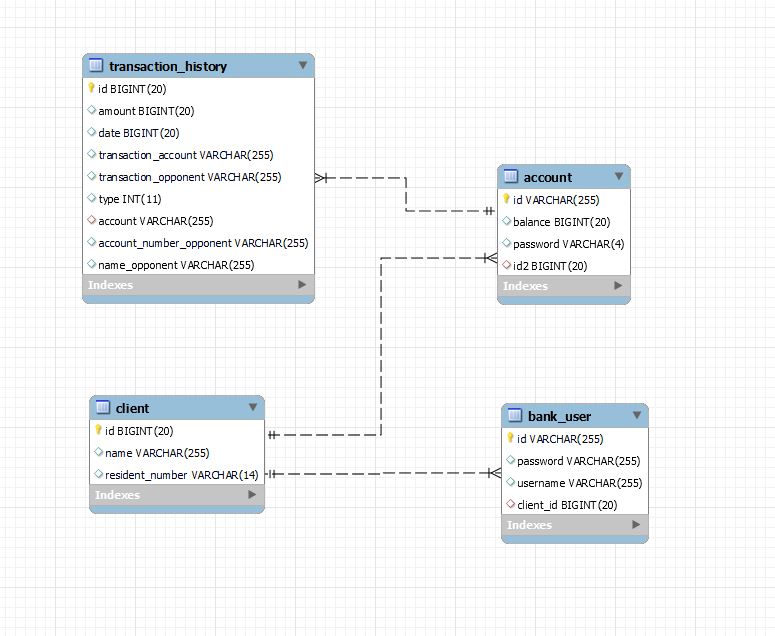 transaction_history
id BIGINT(20)
amount BIGINT(20)
date BIGINT(20)
transaction_account VARCHAR(255)
transaction_opponent VARCHAR(255)
type INT(11)
account VARCHAR(255)
account_number_opponent VARCHAR(255)
name_opponent VARCHAR(255)
Indexes
account
id VARCHAR(255)
balance BIGINT(20)
password VARCHAR(4)
id2 BIGINT(20)
Indexes
client
id BIGINT(20)
name VARCHAR(255)
resident_number VARCHAR(14)
Indexes
bank_user
id VARCHAR(255)
password VARCHAR(255)
username VARCHAR(255)
client_id BIGINT(20)
Indexes